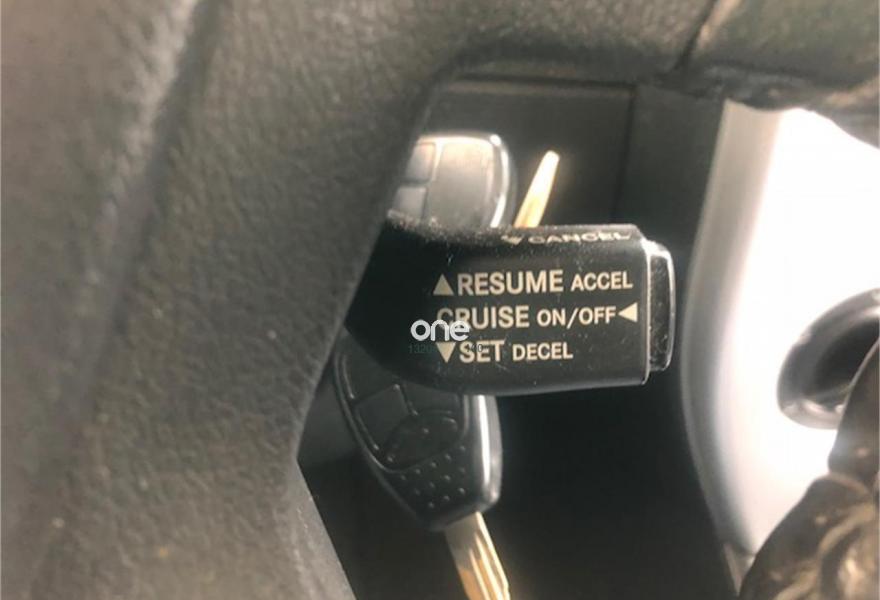 ▼ CANCEL
▲ RESUME ACCEL
CRUISE ON/OFF ◀
one
▼ SET DECEL